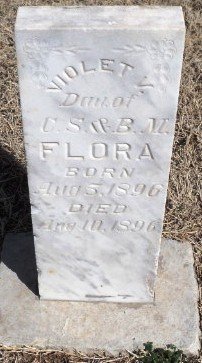 VIOLET V.
Dau. of
C. S. & B. M.
FLORA
BORN
Aug 5, 1896
DIED
Aug 10, 1896